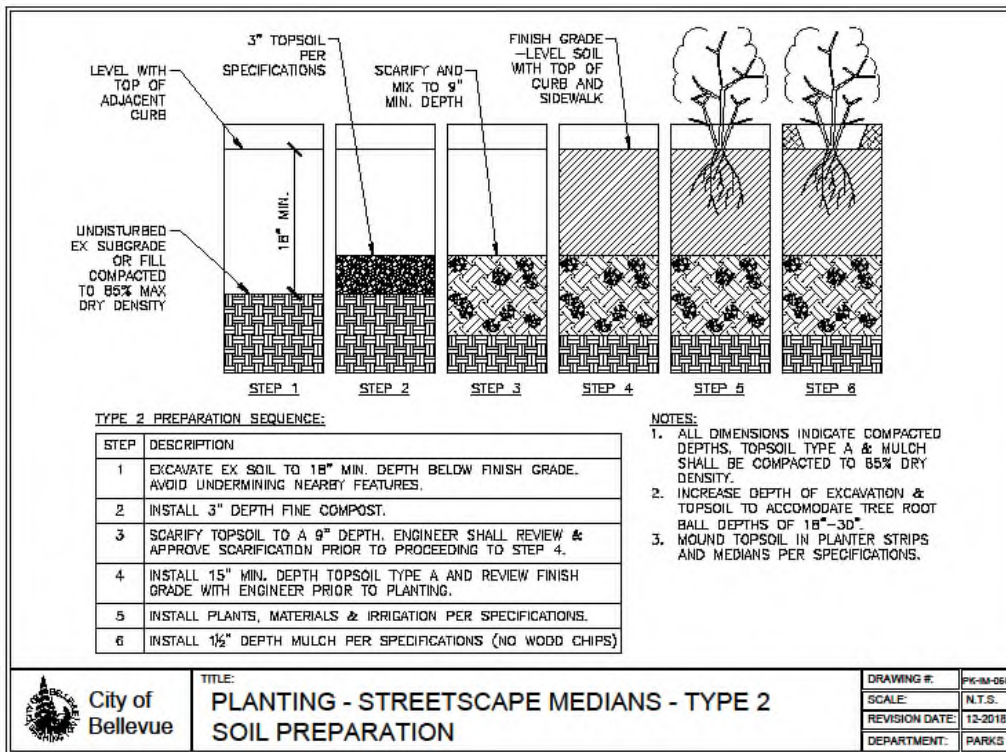 3" TOPSOIL
PER
SPECIFICATIONS
FINISH GRADE
-LEVEL SOIL
WITH TOP OF
CURB AND
SIDEWALK
LEVEL WITH
TOP OF
ADJACENT
CURB
SCARIFY AND
MIX TO 9"
MIN. DEPTH
18" MIN.
UNDISTURBED
EX SUBGRADE
OR FILL
COMPACTED
TO 85% MAX
DRY DENSITY
STEP 1
STEP 2
STEP 3
STEP 4
STEP 5
STEP 6
TYPE 2 PREPARATION SEQUENCE:
STEP DESCRIPTION
1 EXCAVATE EX SOIL TO 18" MIN. DEPTH BELOW FINISH GRADE.
AVOID UNDERMINING NEARBY FEATURES.
2 INSTALL 3" DEPTH FINE COMPOST.
3 SCARIFY TOPSOIL TO A 9" DEPTH. ENGINEER SHALL REVIEW &
APPROVE SCARIFICATION PRIOR TO PROCEEDING TO STEP 4.
4 INSTALL 15" MIN. DEPTH TOPSOIL TYPE A AND REVIEW FINISH
GRADE WITH ENGINEER PRIOR TO PLANTING.
5 INSTALL PLANTS, MATERIALS & IRRIGATION PER SPECIFICATIONS.
6 INSTALL 1½" DEPTH MULCH PER SPECIFICATIONS (NO WOOD CHIPS)
NOTES:
1. ALL DIMENSIONS INDICATE COMPACTED
DEPTHS, TOPSOIL TYPE A & MULCH
SHALL BE COMPACTED TO 85% DRY
DENSITY.
2. INCREASE DEPTH OF EXCAVATION &
TOPSOIL TO ACCOMODATE TREE ROOT
BALL DEPTHS OF 18"-30".
3. MOUND TOPSOIL IN PLANTER STRIPS
AND MEDIANS PER SPECIFICATIONS.
City of
Bellevue
TITLE:
PLANTING - STREETSCAPE MEDIANS - TYPE 2
SOIL PREPARATION
DRAWING #:
SCALE: N.T.S.
REVISION DATE: 12-2018
DEPARTMENT: PARKS